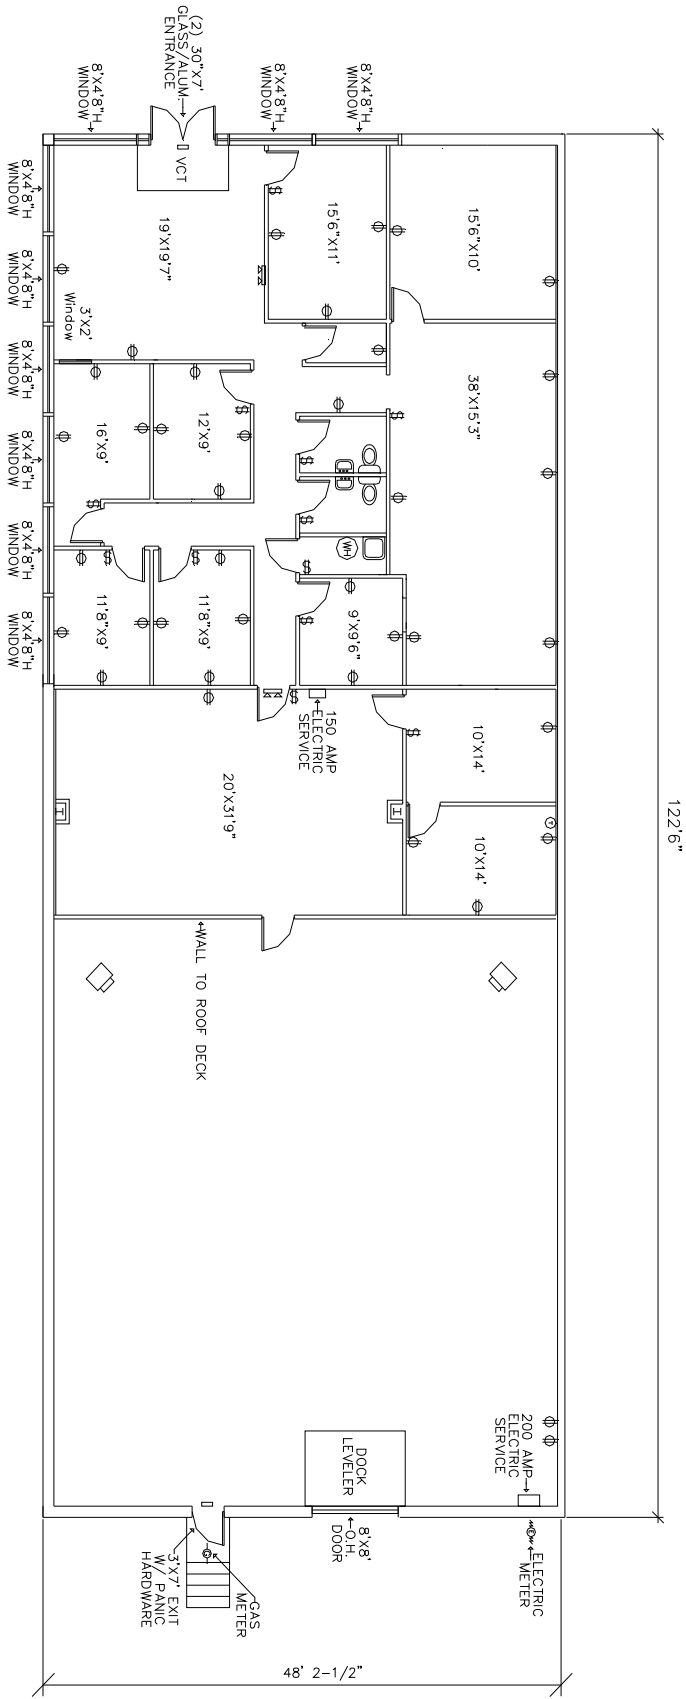 (2) 30"X7'
GLASS/ALUM.
ENTRANCE
8'X4'8"H
WINDOW
8'X4'8"H
WINDOW
8'X4'8"H
WINDOW
VCT
8'X4'8"H
WINDOW
8'X4'8"H
WINDOW
8'X4'8"H
WINDOW
8'X4'8"H
WINDOW
8'X4'8"H
WINDOW
8'X4'8"H
WINDOW
19'X19'7"
15'6"X11'
15'6"X10'
3'X2'
Window
38'X15'3"
16'X9'
12'X9'
WH
11'8"X9'
11'8"X9'
9'X9'6"
150 AMP
ELECTRIC
SERVICE
10'X14'
10'X14'
T
20'X31'9"
H
H
122'6"
WALL TO ROOF DECK
200 AMP
ELECTRIC
SERVICE
DOCK
LEVELER
8'X8'
O.H.
DOOR
ELECTRIC
METER
E
GAS
METER
G
3'X7' EXIT
W/ PANIC
HARDWARE
48' 2-1/2"